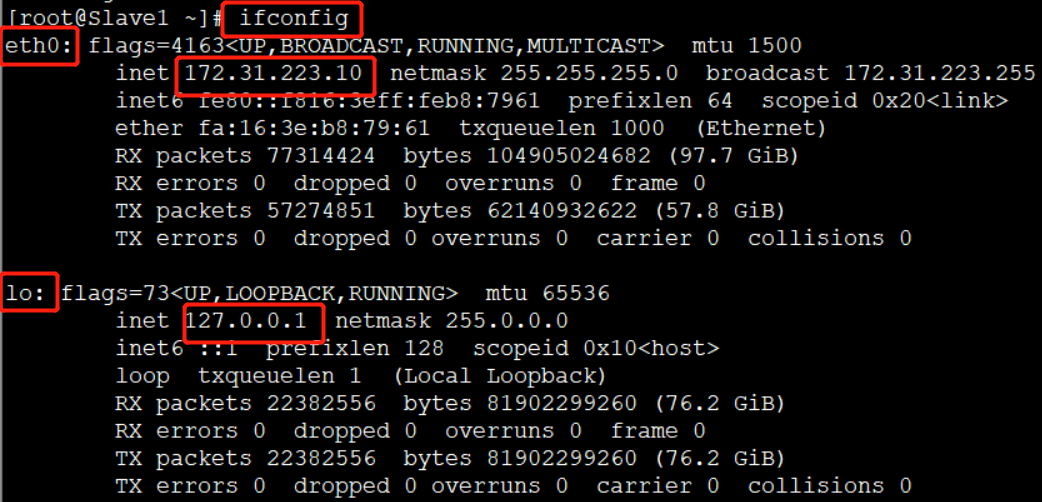 [root@Slave1 ~]# ifconfig
eth0: flags=4163<UP,BROADCAST,RUNNING,MULTICAST>  mtu 1500
        inet 172.31.223.10  netmask 255.255.255.0  broadcast 172.31.223.255
        inet6 fe80::f816:3eff:feb8:7961  prefixlen 64  scopeid 0x20<link>
        ether fa:16:3e:b8:79:61  txqueuelen 1000  (Ethernet)
        RX packets 77314424  bytes 104905024682 (97.7 GiB)
        RX errors 0  dropped 0  overruns 0  frame 0
        TX packets 57274851  bytes 62140932622 (57.8 GiB)
        TX errors 0  dropped 0 overruns 0  carrier 0  collisions 0
lo: flags=73<UP,LOOPBACK,RUNNING>  mtu 65536
        inet 127.0.0.1  netmask 255.0.0.0
        inet6 ::1  prefixlen 128  scopeid 0x10<host>
        loop  txqueuelen 1  (Local Loopback)
        RX packets 22382556  bytes 81902299260 (76.2 GiB)
        RX errors 0  dropped 0  overruns 0  frame 0
        TX packets 22382556  bytes 81902299260 (76.2 GiB)
        TX errors 0  dropped 0 overruns 0  carrier 0  collisions 0